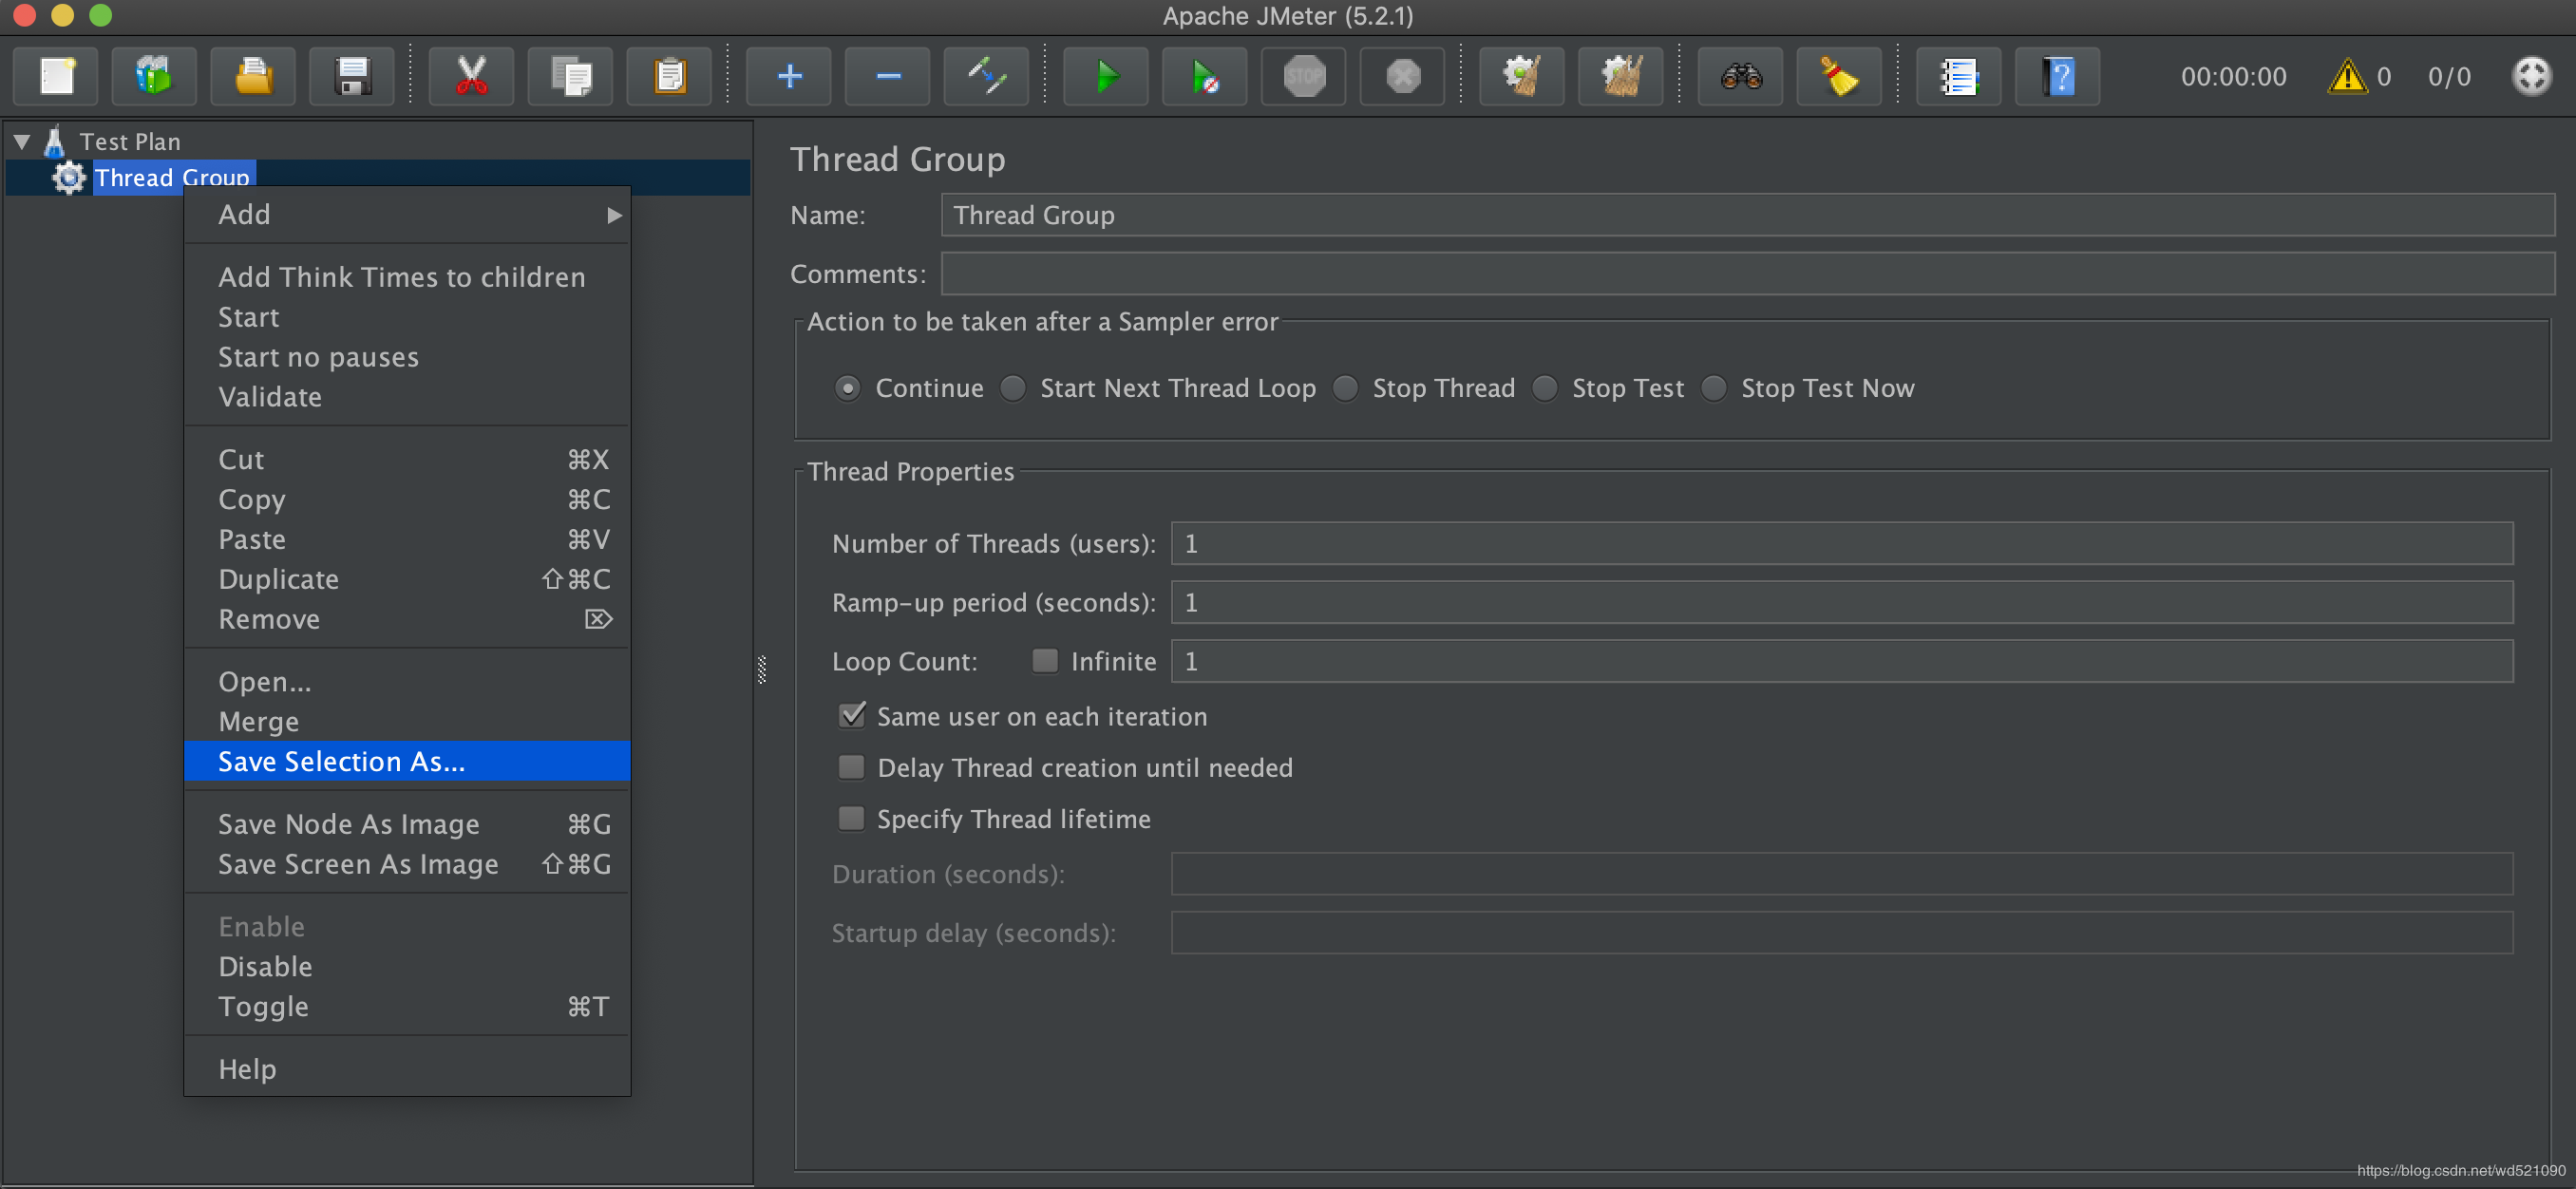 Apache JMeter (5.2.1)
STOP
00:00:00
0
0/0
Test Plan
Thread Group
Add
Add Think Times to children
Start
Start no pauses
Validate
Cut ⌘X
Copy ⌘C
Paste ⌘V
Duplicate ⇧⌘C
Remove ⌦
Open...
Merge
Save Selection As...
Save Node As Image ⌘G
Save Screen As Image ⇧⌘G
Enable
Disable
Toggle ⌘T
Help
Thread Group
Name: Thread Group
Comments:
Action to be taken after a Sampler error
Continue Start Next Thread Loop Stop Thread Stop Test Stop Test Now
Thread Properties
Number of Threads (users): 1
Ramp-up period (seconds): 1
Loop Count: Infinite 1
Same user on each iteration
Delay Thread creation until needed
Specify Thread lifetime
Duration (seconds):
Startup delay (seconds):
https://blog.csdn.net/wd521090